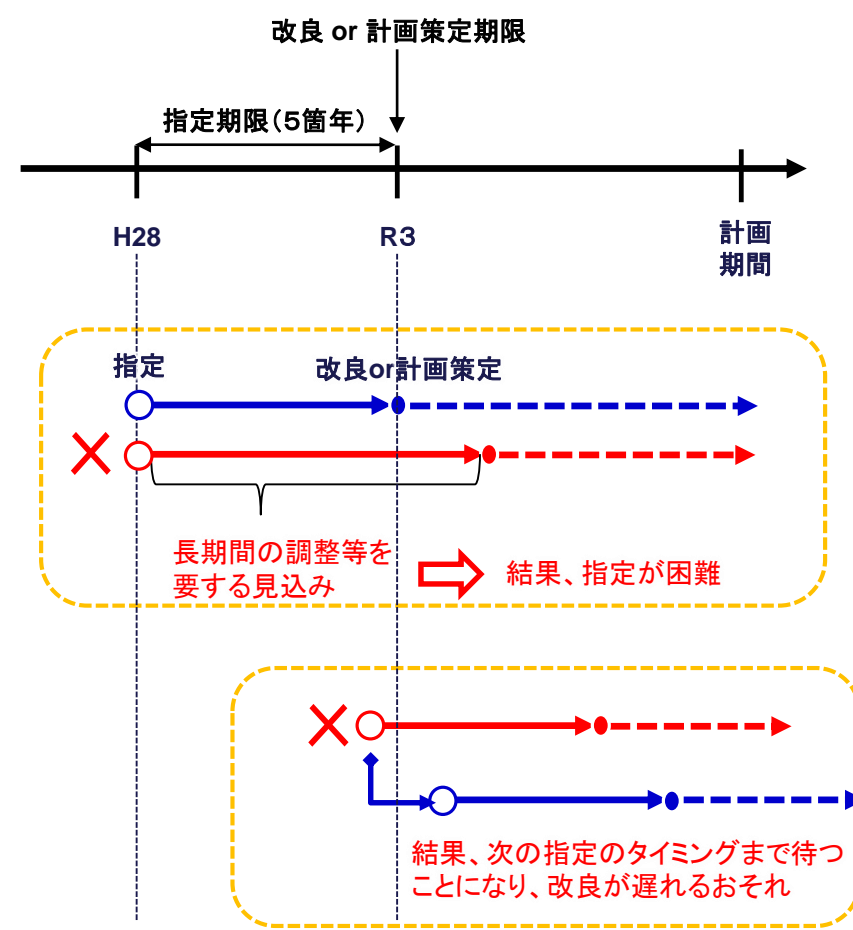 改良 or 計画策定期限
指定期限（５箇年）
H28
R３
計画
期間
指定
改良or計画策定
長期間の調整等を
要する見込み
結果、指定が困難
結果、次の指定のタイミングまで待つ
ことになり、改良が遅れるおそれ